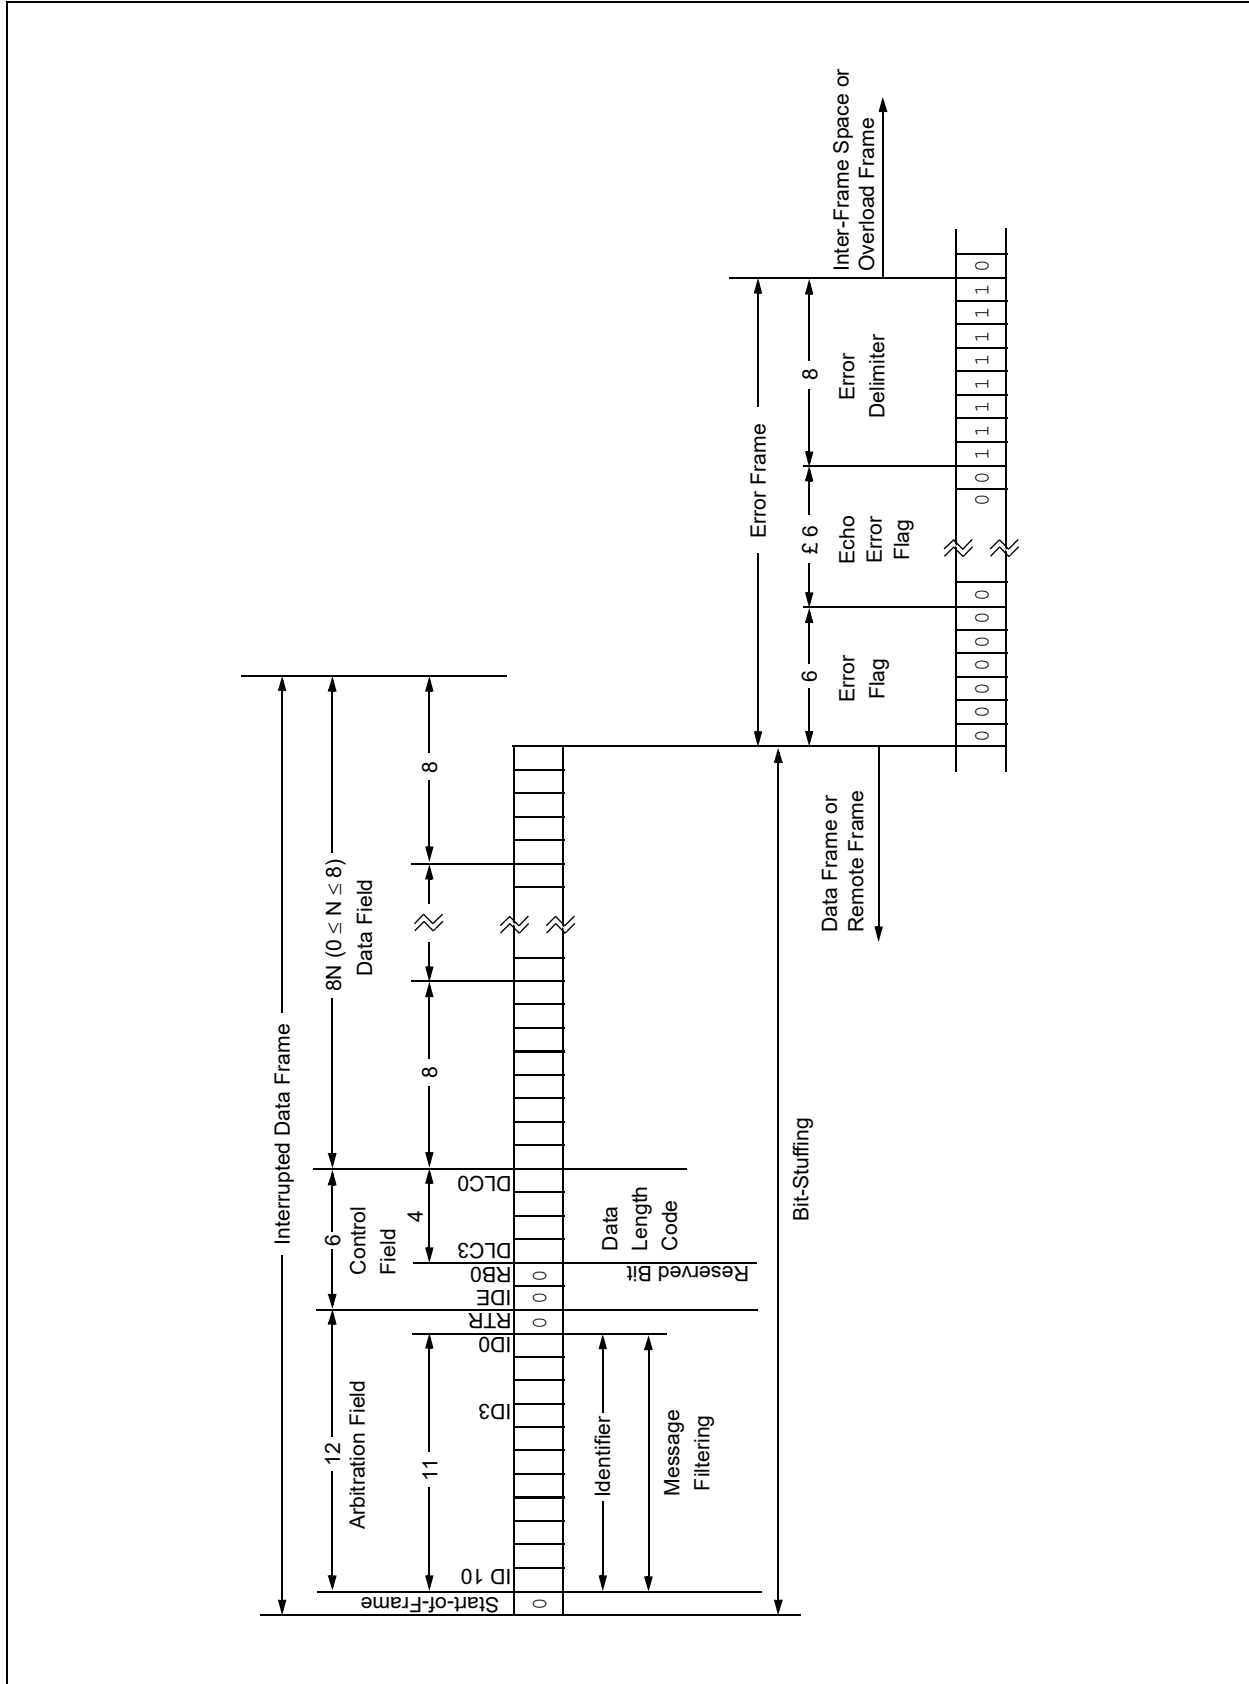 Interrupted Data Frame
12
Arbitration Field
6
Control
Field
8N (0 ≤ N ≤ 8)
Data Field
11
4
8
8
Start-of-Frame
ID 10
ID3
ID0
RTR
IDE
RB0
DLC3
DLC0
0
0
0
0
Identifier
Message
Filtering
Reserved Bit
Data
Length
Code
Bit-Stuffing
Data Frame or
Remote Frame
Error Frame
6
Error
Flag
£ 6
Echo
Error
Flag
8
Error
Delimiter
Inter-Frame Space or
Overload Frame
0 0 0 0 0 0 0 0 0 1 1 1 1 1 1 1 1 0